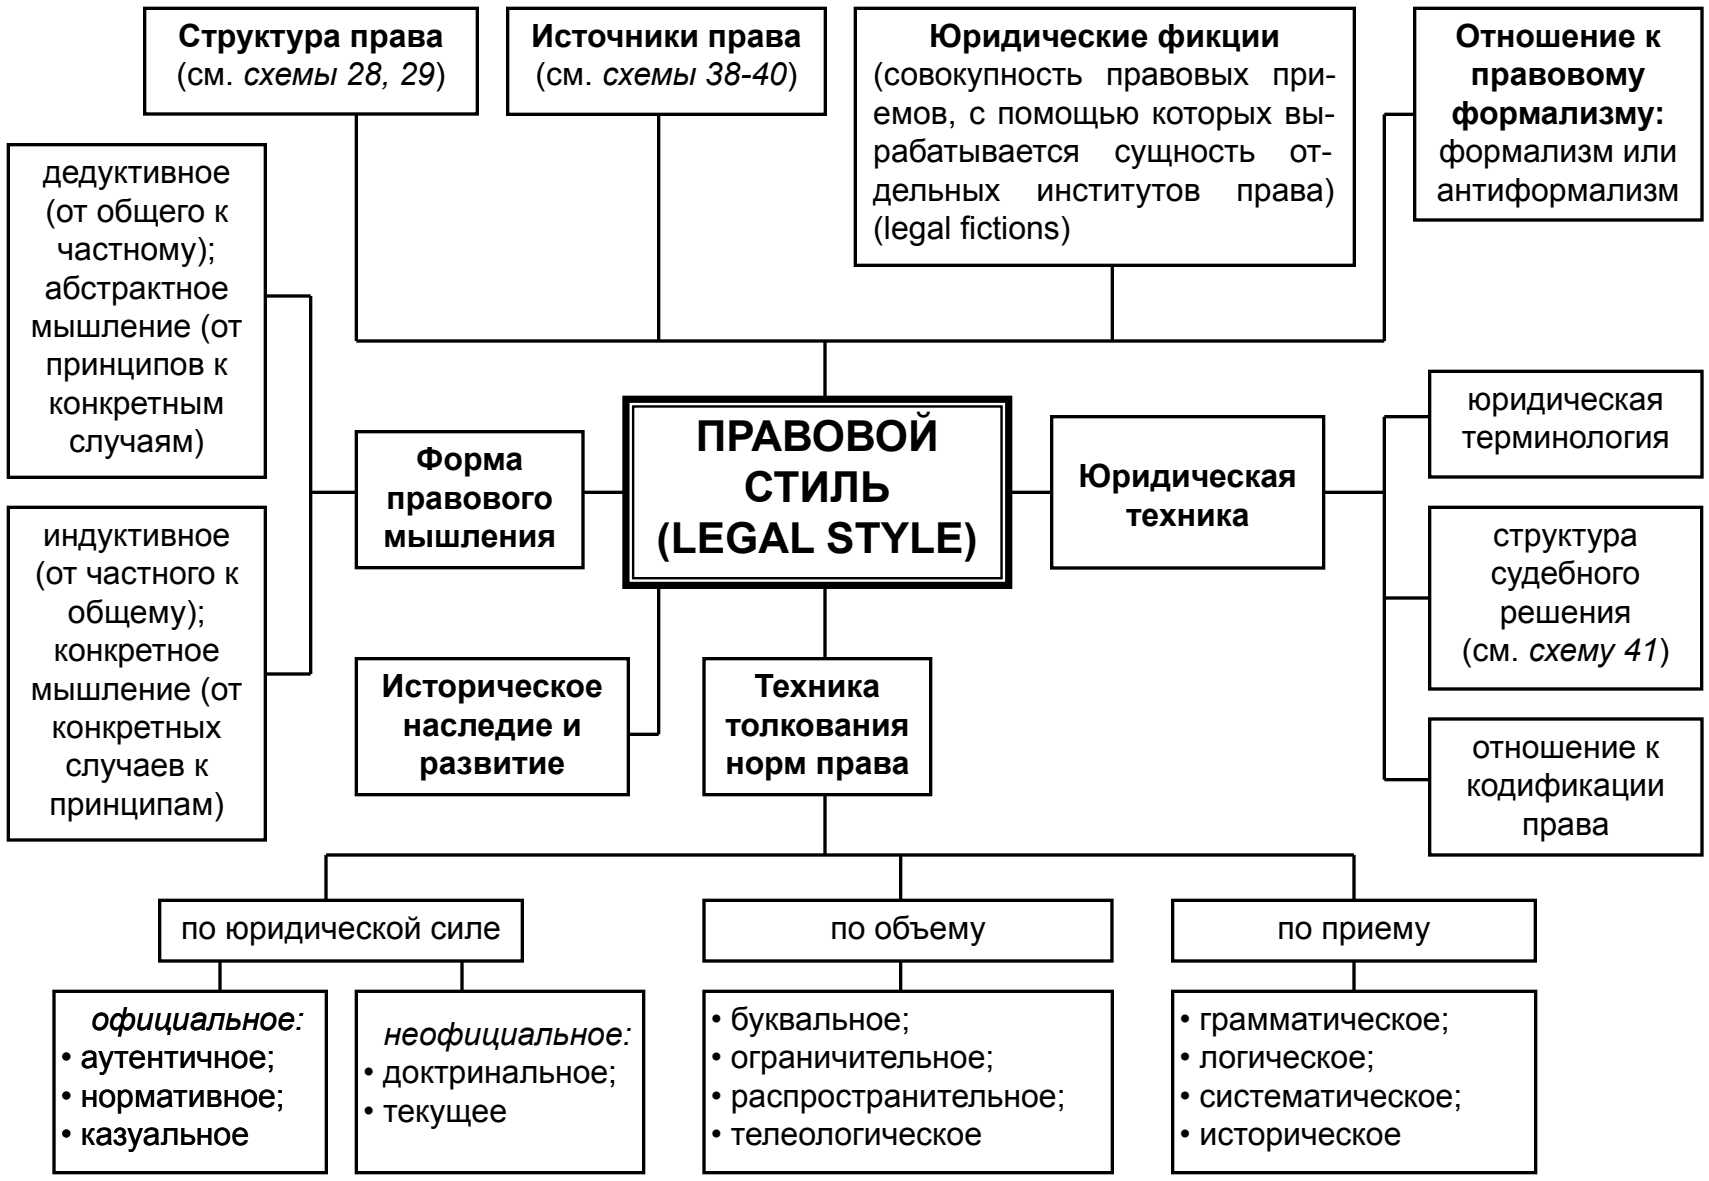 Структура права
(см. схемы 28, 29)
Источники права
(см. схемы 38-40)
Юридические фикции
(совокупность правовых при-
емов, с помощью которых вы-
рабатывается сущность от-
дельных институтов права)
(legal fictions)
Отношение к
правовому
формализму:
формализм или
антиформализм
дедуктивное
(от общего к
частному);
абстрактное
мышление (от
принципов к
конкретным
случаям)
индуктивное
(от частного к
общему);
конкретное
мышление (от
конкретных
случаев к
принципам)
Форма
правового
мышления
ПРАВОВОЙ
СТИЛЬ
(LEGAL STYLE)
Юридическая
техника
юридическая
терминология
структура
судебного
решения
(см. схему 41)
отношение к
кодификации
права
Историческое
наследие и
развитие
Техника
толкования
норм права
по юридической силе
по объему
по приему
официальное:
• аутентичное;
• нормативное;
• казуальное
неофициальное:
• доктринальное;
• текущее
• буквальное;
• ограничительное;
• распространительное;
• телеологическое
• грамматическое;
• логическое;
• систематическое;
• историческое